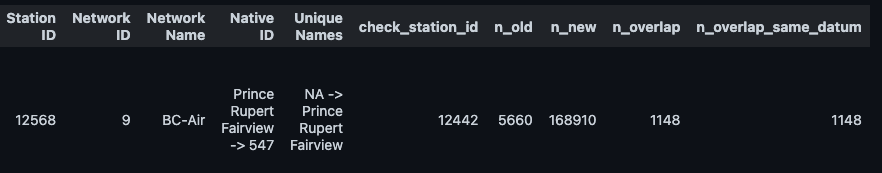 Station ID Network ID Network Name Native ID Unique Names check_station_id n_old n_new n_overlap n_overlap_same_datum
12568 9 BC-Air Prince Rupert Fairview -> 547 NA -> Prince Rupert Fairview 12442 5660 168910 1148 1148